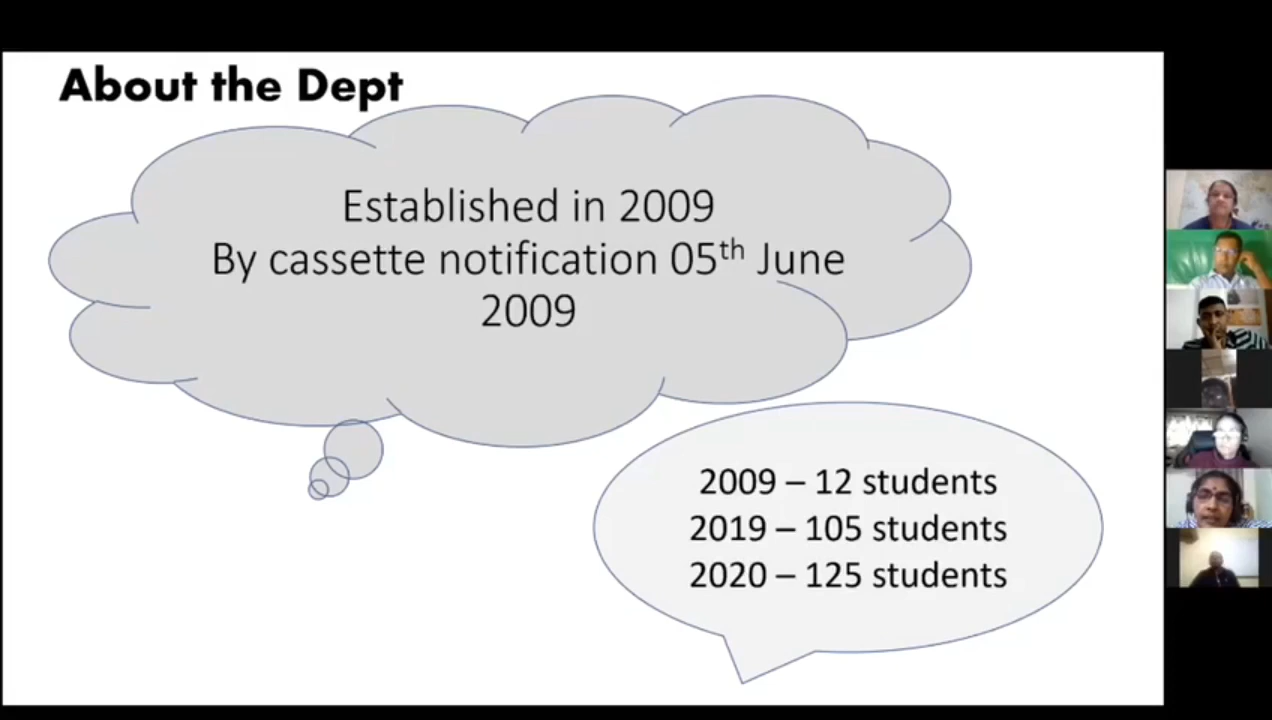 About the Dept
Established in 2009
By cassette notification 05th June
2009
2009 – 12 students
2019 – 105 students
2020 – 125 students